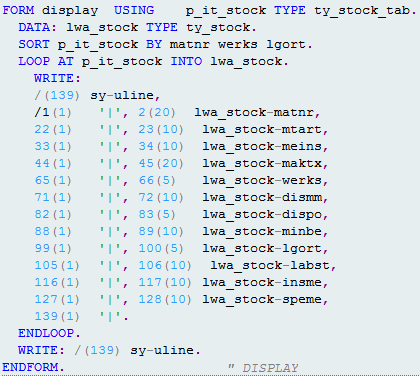 FORM display  USING    p_it_stock TYPE ty_stock_tab.
  DATA: lwa_stock TYPE ty_stock.
  SORT p_it_stock BY matnr werks lgort.
  LOOP AT p_it_stock INTO lwa_stock.
    WRITE:
    /(139) sy-uline,
    /1(1)   '|', 2(20)  lwa_stock-matnr,
    22(1)   '|', 23(10) lwa_stock-mtart,
    33(1)   '|', 34(10) lwa_stock-meins,
    44(1)   '|', 45(20) lwa_stock-maktx,
    65(1)   '|', 66(5)  lwa_stock-werks,
    71(1)   '|', 72(10) lwa_stock-dismm,
    82(1)   '|', 83(5)  lwa_stock-dispo,
    88(1)   '|', 89(10) lwa_stock-minbe,
    99(1)   '|', 100(5) lwa_stock-lgort,
    105(1)  '|', 106(10)  lwa_stock-labst,
    116(1)  '|', 117(10) lwa_stock-insme,
    127(1)  '|', 128(10) lwa_stock-speme,
    139(1)  '|'.
  ENDLOOP.
  WRITE: /(139) sy-uline.
ENDFORM.                    " DISPLAY